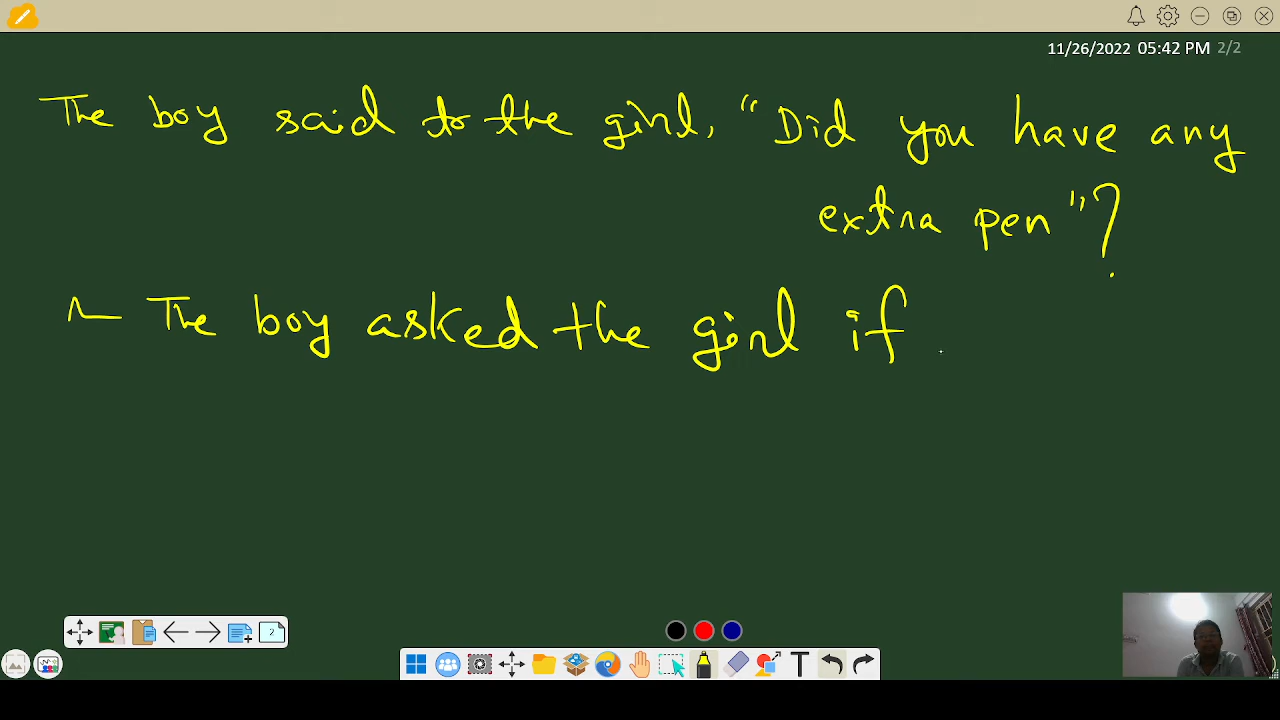 11/26/2022 05:42 PM 2/2
The boy said to the girl, "Did you have any
extra pen"?
The boy asked the girl if
2
T